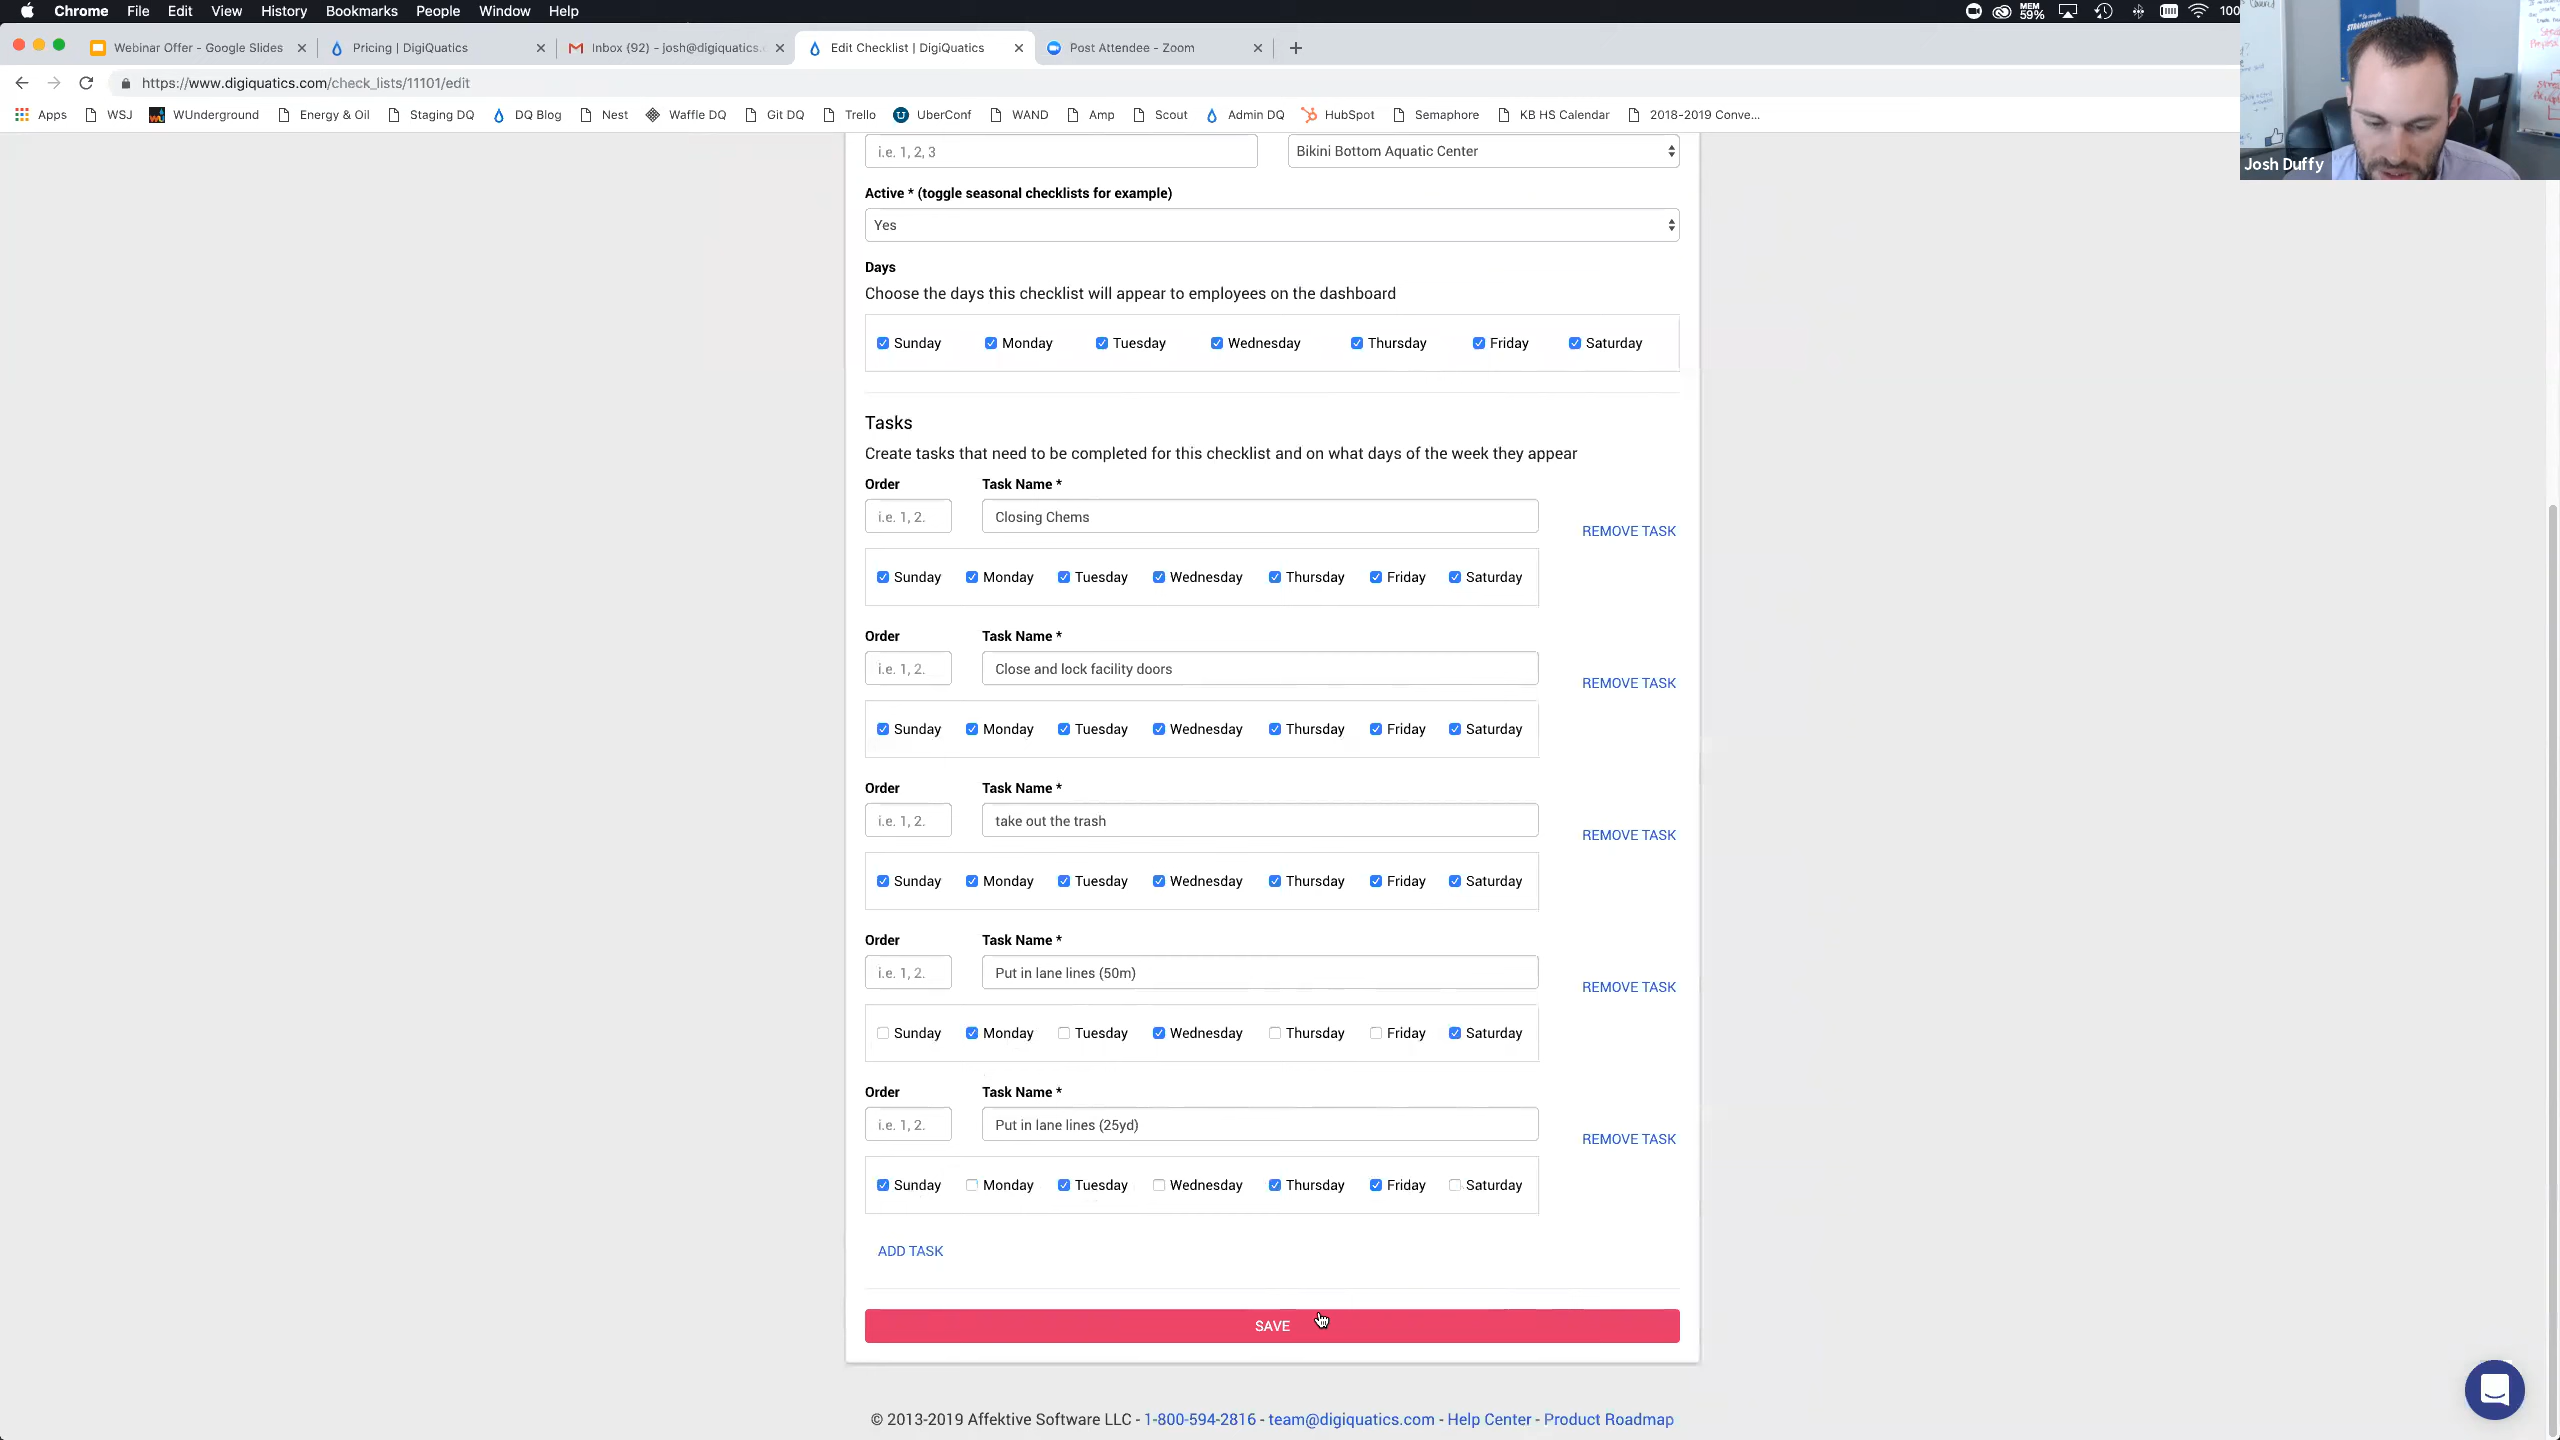 Chrome File Edit View History Bookmarks People Window Help MEM 59% 100
Webinar Offer - Google Slides Pricing | DigiQuatics Inbox (92) - josh@digiquatics. Edit Checklist | DigiQuatics Post Attendee - Zoom
https://www.digiquatics.com/check_lists/11101/edit
Apps WSJ WUnderground Energy & Oil Staging DQ DQ Blog Nest Waffle DQ Git DQ Trello UberConf WAND Amp Scout Admin DQ HubSpot Semaphore KB HS Calendar 2018-2019 Conve...
Josh Duffy
i.e. 1, 2, 3 Bikini Bottom Aquatic Center
Active * (toggle seasonal checklists for example)
Yes
Days
Choose the days this checklist will appear to employees on the dashboard
Sunday Monday Tuesday Wednesday Thursday Friday Saturday
Tasks
Create tasks that need to be completed for this checklist and on what days of the week they appear
Order Task Name *
i.e. 1, 2. Closing Chems
REMOVE TASK
Sunday Monday Tuesday Wednesday Thursday Friday Saturday
Order Task Name *
i.e. 1, 2. Close and lock facility doors
REMOVE TASK
Sunday Monday Tuesday Wednesday Thursday Friday Saturday
Order Task Name *
i.e. 1, 2. take out the trash
REMOVE TASK
Sunday Monday Tuesday Wednesday Thursday Friday Saturday
Order Task Name *
i.e. 1, 2. Put in lane lines (50m)
REMOVE TASK
Sunday Monday Tuesday Wednesday Thursday Friday Saturday
Order Task Name *
i.e. 1, 2. Put in lane lines (25yd)
REMOVE TASK
Sunday Monday Tuesday Wednesday Thursday Friday Saturday
ADD TASK
SAVE
© 2013-2019 Affektive Software LLC - 1-800-594-2816 - team@digiquatics.com - Help Center - Product Roadmap